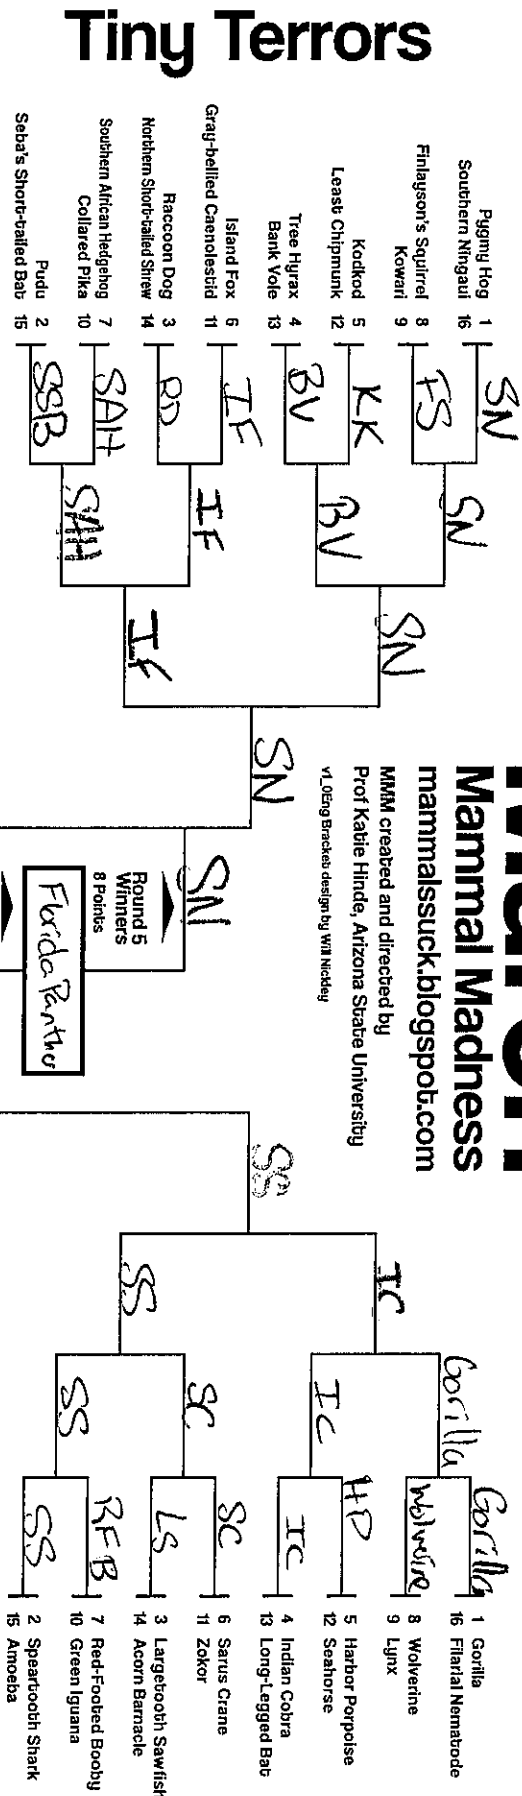 Tiny Terrors
Pygmy Hog 1
Southern Ningaui 16
Finlayson's Squirrel 8
Kowari 9
Kodkod 5
Least Chipmunk 12
Tree Hyrax 4
Bank Vole 13
Island Fox 6
Gray-bellied Caenolestid 11
Raccoon Dog 3
Northern Short-tailed Shrew 14
Southern African Hedgehog 7
Collared Pika 10
Pudu 2
Seba's Short-tailed Bat 15
SN
FS
KK
BV
IF
RD
SAH
SSB
SN
BV
IF
SAH
SN
IF
SN
SN
Mammal Madness
mammalssuck.blogspot.com
MMM created and directed by
Prof Katie Hinde, Arizona State University
v1_0Eng Bracket design by Will Nickley
Round 5
Winners
8 Points
Florida Panther
SS
IC
SS
Gorilla
IC
SC
SS
Gorilla
Wolverine
HP
IC
SC
LS
RFB
SS
1 Gorilla
16 Filarial Nematode
8 Wolverine
9 Lynx
5 Harbor Porpoise
12 Seahorse
4 Indian Cobra
13 Long-Legged Bat
6 Sarus Crane
11 Zokor
3 Largetooth Sawfish
14 Acorn Barnacle
7 Red-Footed Booby
10 Green Iguana
2 Speartooth Shark
15 Amoeba